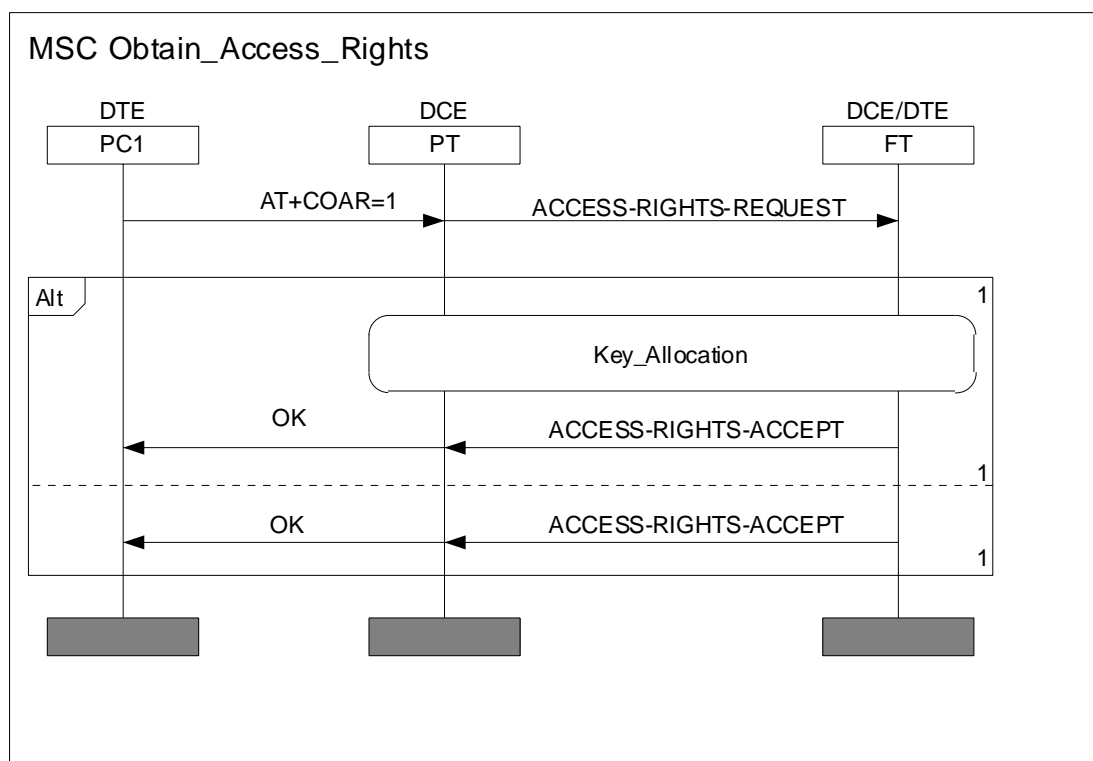 MSC Obtain_Access_Rights
DTE
DCE
DCE/DTE
PC1
PT
FT
AT+COAR=1
ACCESS-RIGHTS-REQUEST
Alt
1
Key_Allocation
OK
ACCESS-RIGHTS-ACCEPT
1
OK
ACCESS-RIGHTS-ACCEPT
1